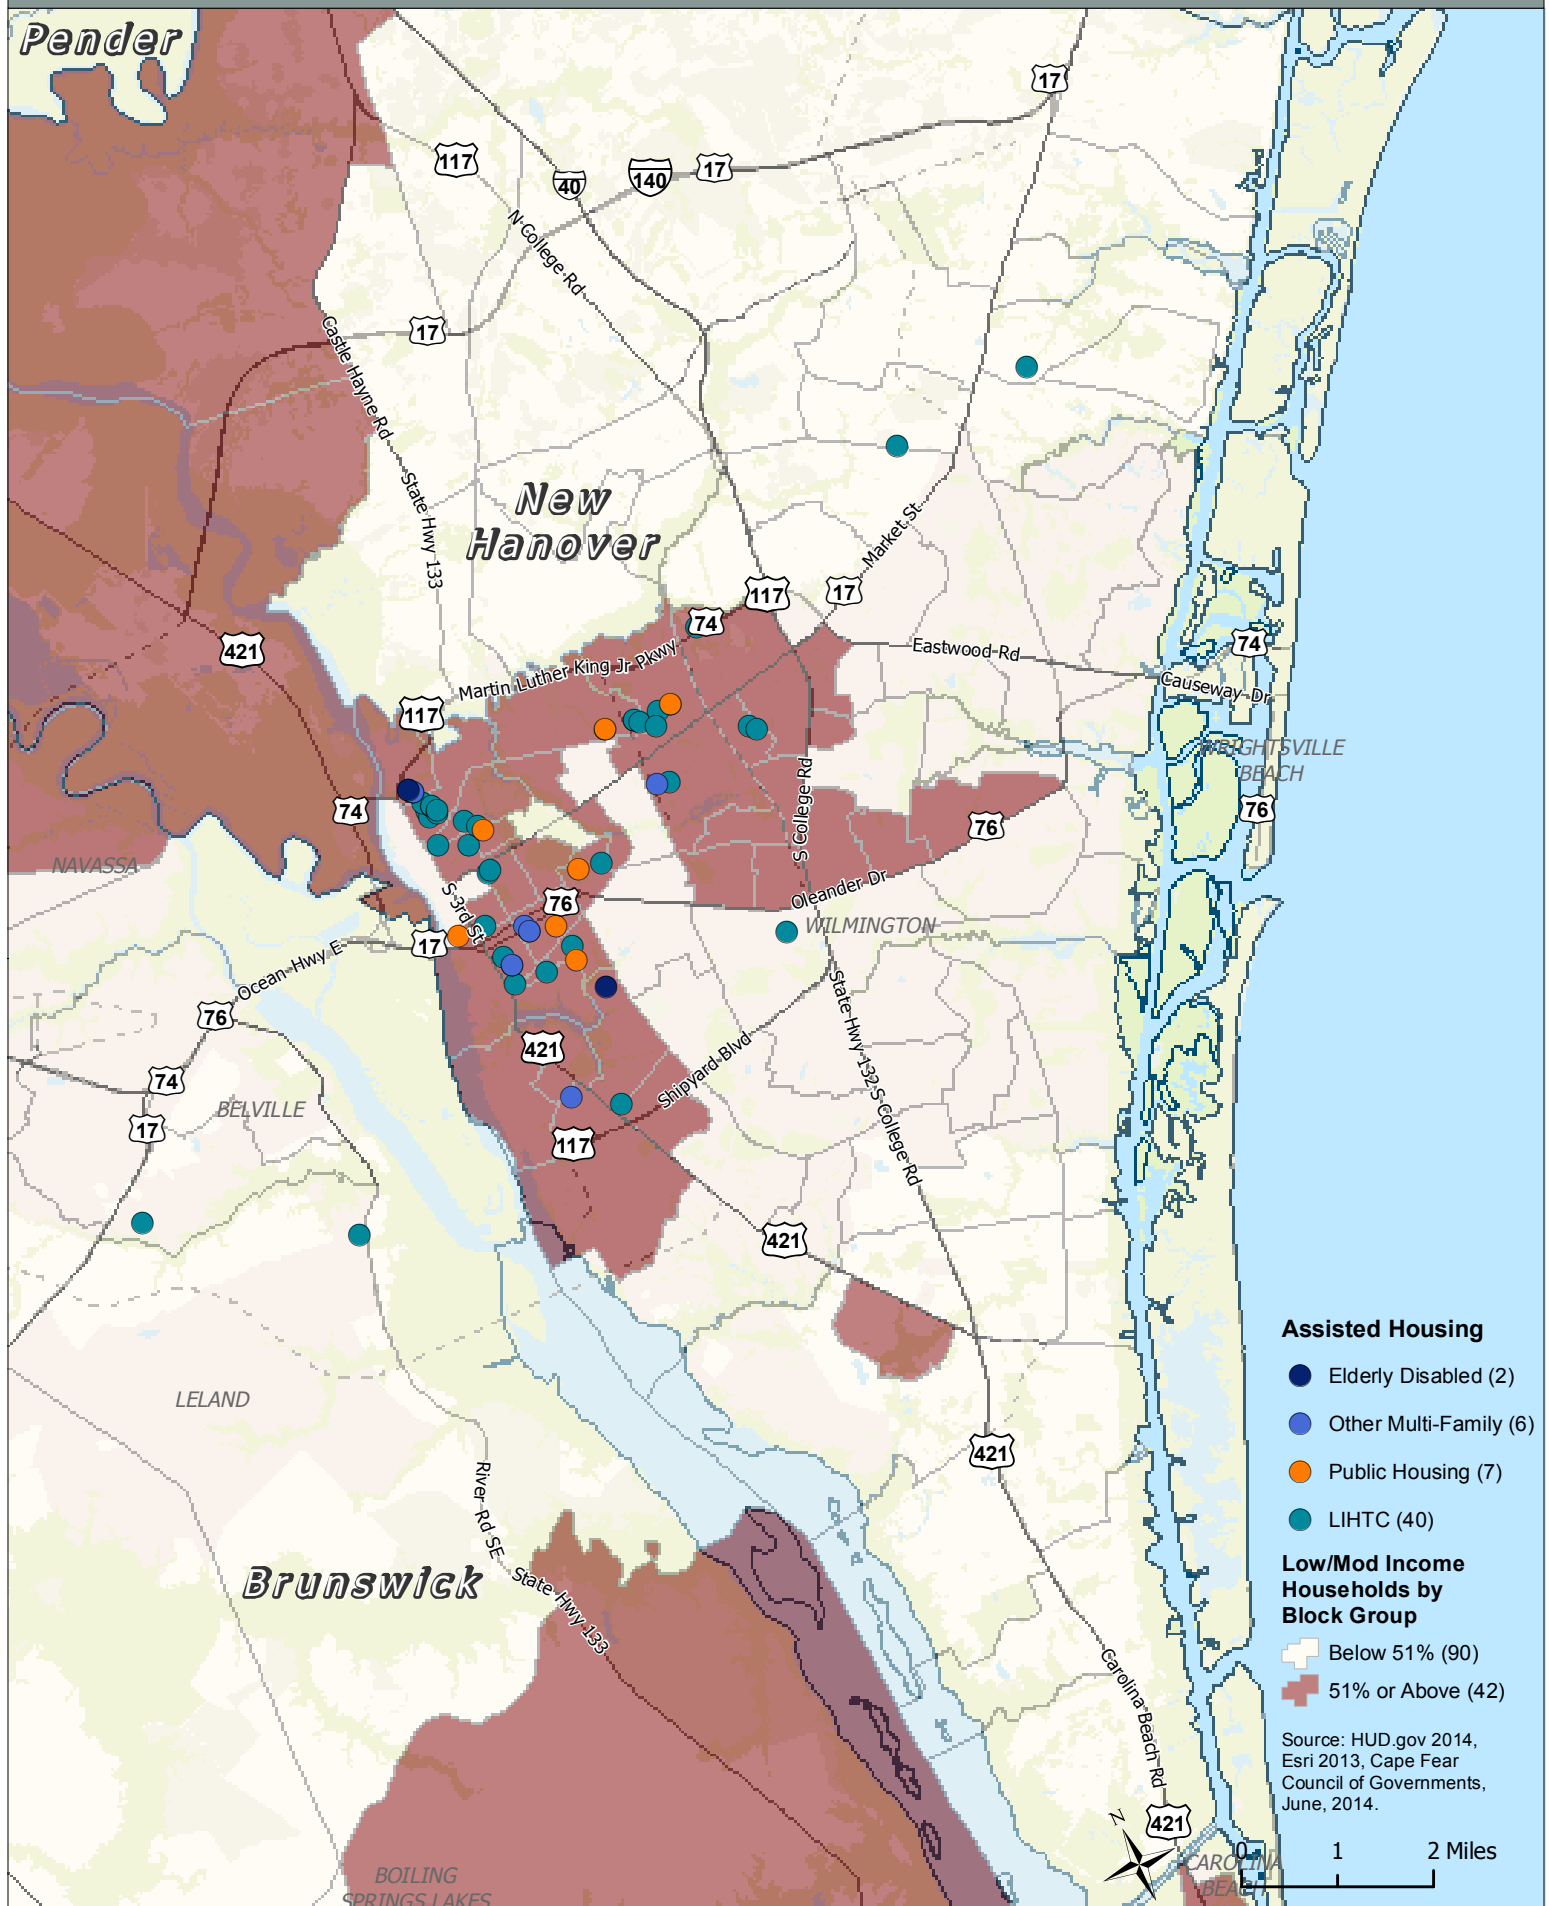 Pender
17
117
40
140
17
N College Rd
17
Castle Hayne Rd
State Hwy 133
New
Hanover
Market St
117
17
74
421
Eastwood Rd
74
Martin Luther King Jr Pkwy
Causeway Dr
117
WRIGHTSVILLE
BEACH
74
S College Rd
76
76
NAVASSA
S 3rd St
76
Oleander Dr
WILMINGTON
17
Ocean Hwy E
76
State Hwy 132 S College Rd
421
Shipyard Blvd
74
BELVILLE
17
117
421
LELAND
421
River Rd SE
State Hwy 133
Brunswick
Carolina Beach Rd
421
CAROLINA
BEACH
BOILING
SPRINGS LAKES
Assisted Housing
Elderly Disabled (2)
Other Multi-Family (6)
Public Housing (7)
LIHTC (40)
Low/Mod Income
Households by
Block Group
Below 51% (90)
51% or Above (42)
Source: HUD.gov 2014,
Esri 2013, Cape Fear
Council of Governments,
June, 2014.
N
0 1 2 Miles